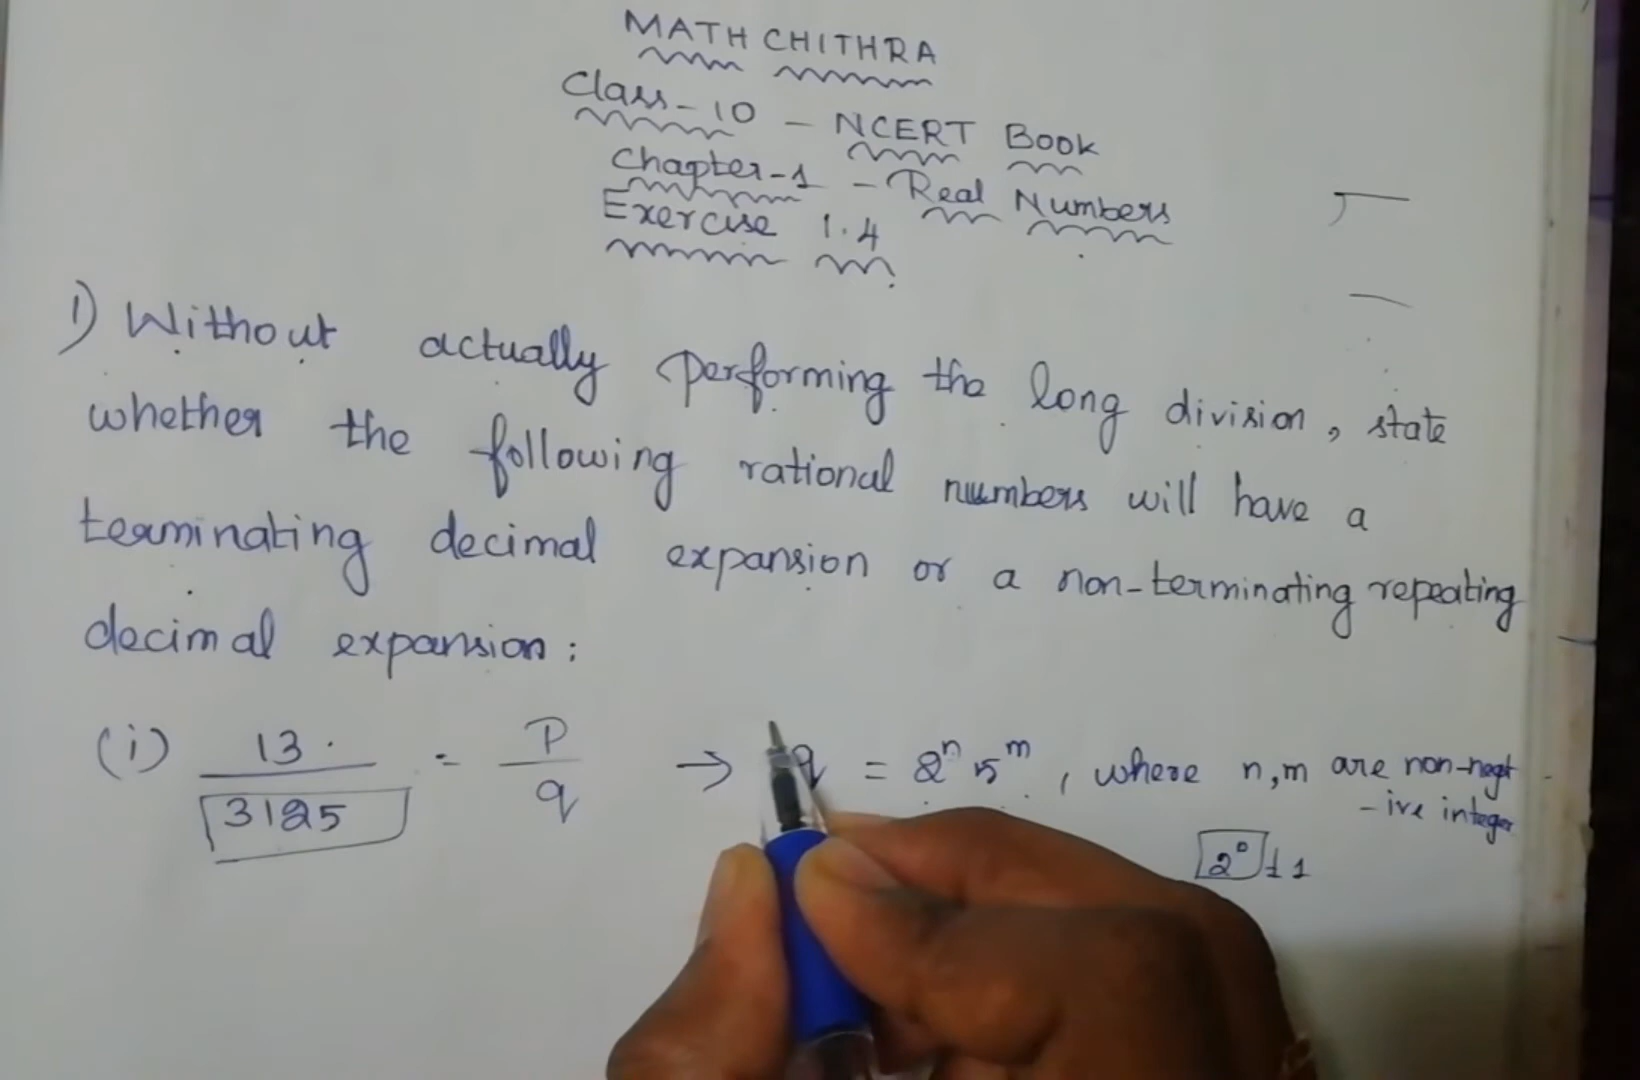 MATH CHITHRA
Class-10 - NCERT Book
Chapter-1 - Real Numbers
Exercise 1.4
1) Without actually performing the long division, state
whether the following rational numbers will have a
terminating decimal expansion or a non-terminating repeating
decimal expansion:
(i) 13/3125 = P/q → q = 2ⁿ 5ᵐ, where n,m are non-negt
-ive integer
2⁰ = 1